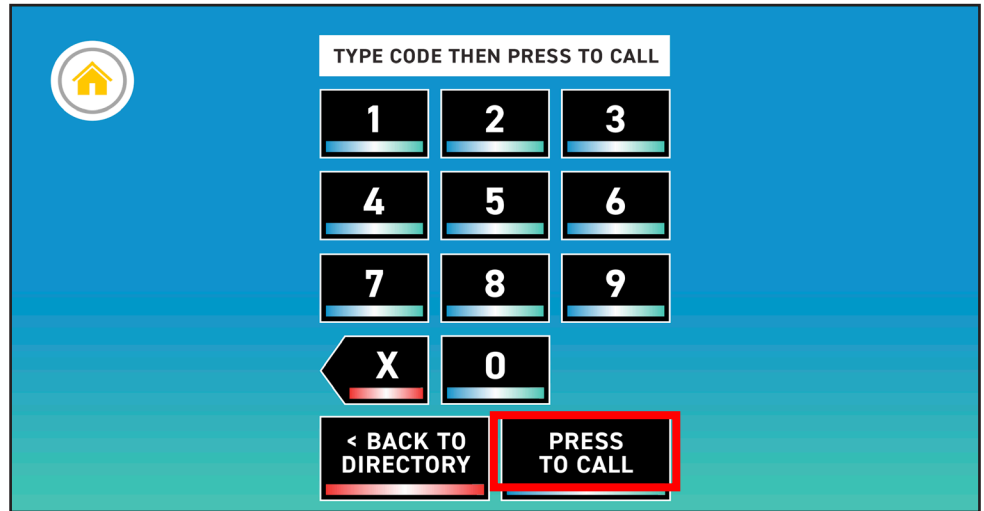 TYPE CODE THEN PRESS TO CALL
1 2 3
4 5 6
7 8 9
X 0
< BACK TO
DIRECTORY
PRESS
TO CALL